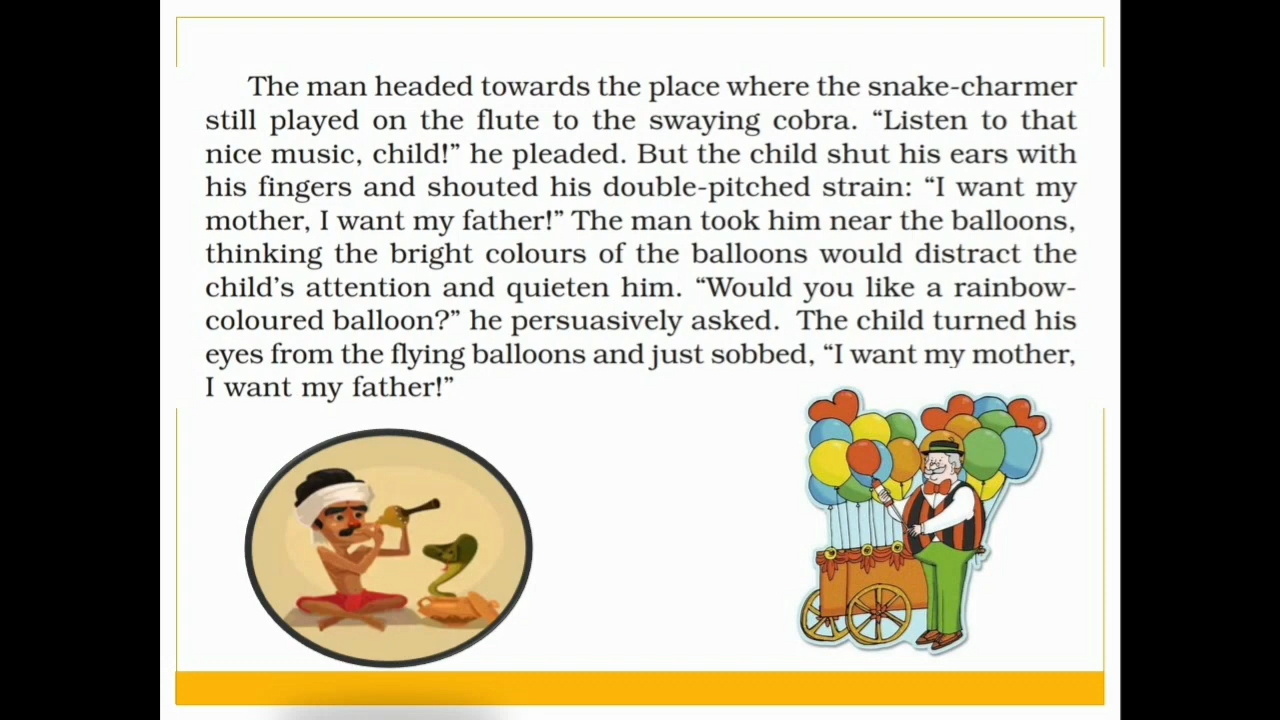 The man headed towards the place where the snake-charmer
still played on the flute to the swaying cobra. “Listen to that
nice music, child!” he pleaded. But the child shut his ears with
his fingers and shouted his double-pitched strain: “I want my
mother, I want my father!” The man took him near the balloons,
thinking the bright colours of the balloons would distract the
child’s attention and quieten him. “Would you like a rainbow-
coloured balloon?” he persuasively asked. The child turned his
eyes from the flying balloons and just sobbed, “I want my mother,
I want my father!”